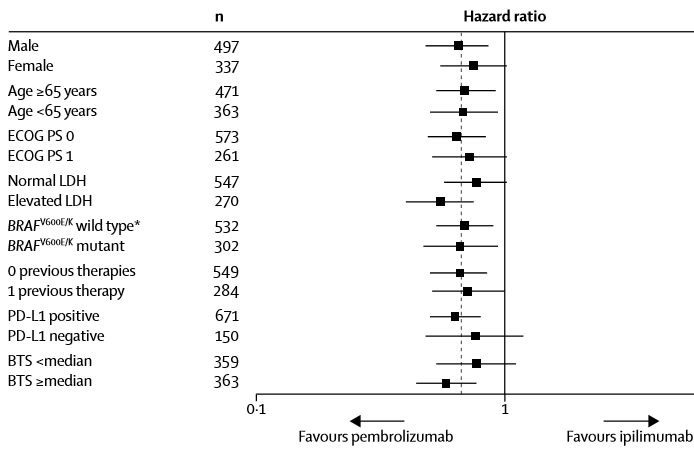 n Hazard ratio
Male 497
Female 337
Age ≥65 years 471
Age <65 years 363
ECOG PS 0 573
ECOG PS 1 261
Normal LDH 547
Elevated LDH 270
BRAFV600E/K wild type* 532
BRAFV600E/K mutant 302
0 previous therapies 549
1 previous therapy 284
PD-L1 positive 671
PD-L1 negative 150
BTS <median 359
BTS ≥median 363
0·1 1
Favours pembrolizumab Favours ipilimumab